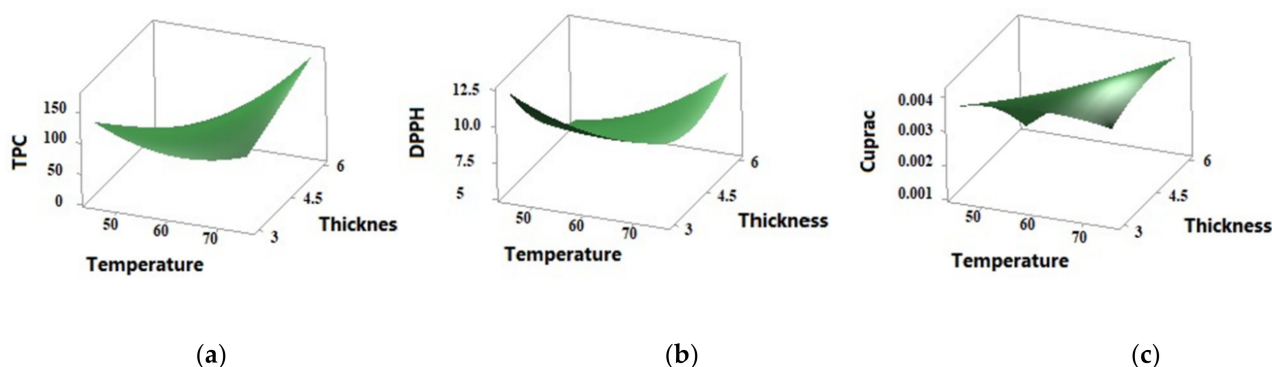 TPC
150
100
50
0
50
60
70
3
4.5
6
Temperature
Thicknes
DPPH
12.5
10.0
7.5
5
50
60
70
3
4.5
6
Temperature
Thickness
Cuprac
0.004
0.003
0.002
0.001
50
60
70
3
4.5
6
Temperature
Thickness
(a)
(b)
(c)